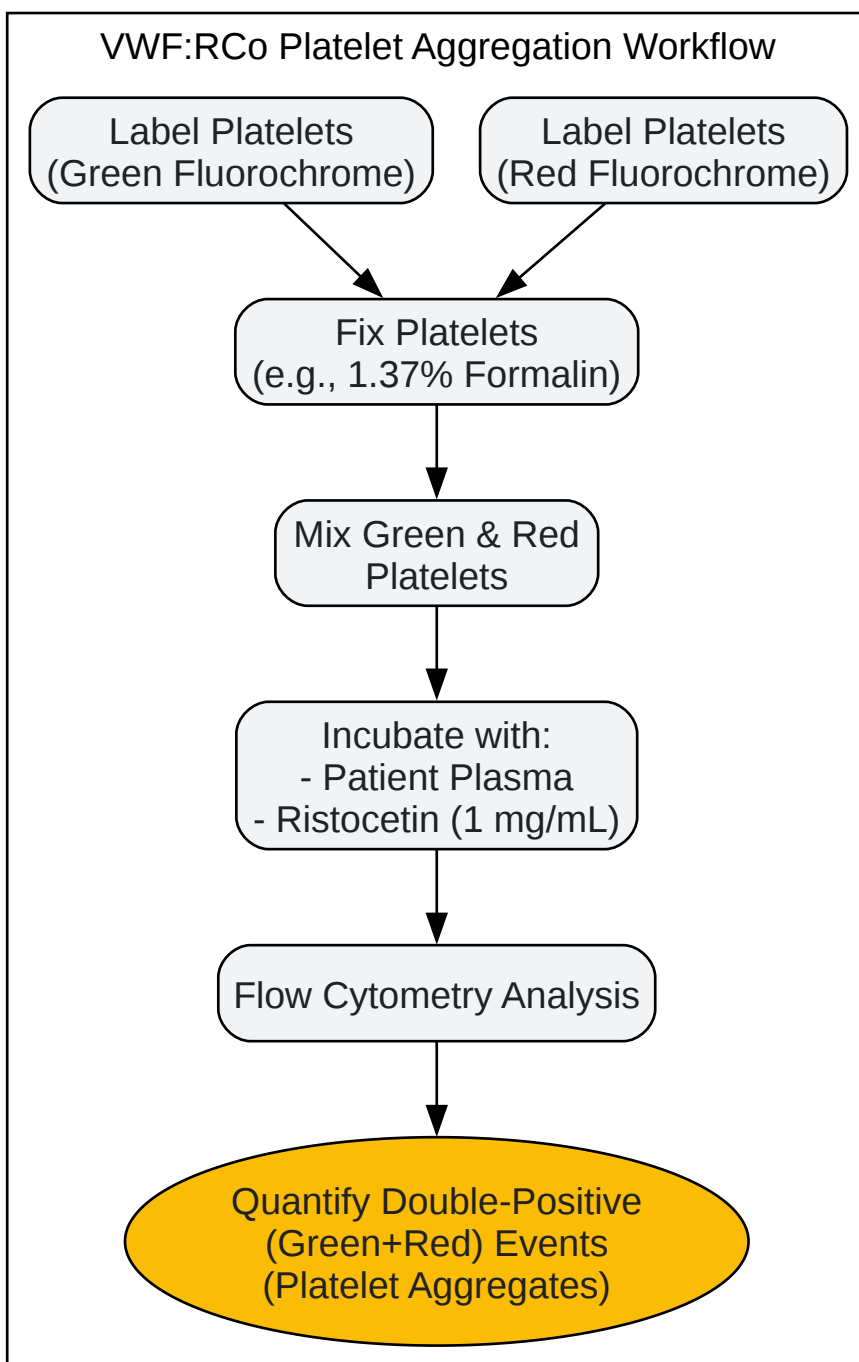 VWF:RCo Platelet Aggregation Workflow
Label Platelets
(Green Fluorochrome)
Label Platelets
(Red Fluorochrome)
Fix Platelets
(e.g., 1.37% Formalin)
Mix Green & Red
Platelets
Incubate with:
- Patient Plasma
- Ristocetin (1 mg/mL)
Flow Cytometry Analysis
Quantify Double-Positive
(Green+Red) Events
(Platelet Aggregates)